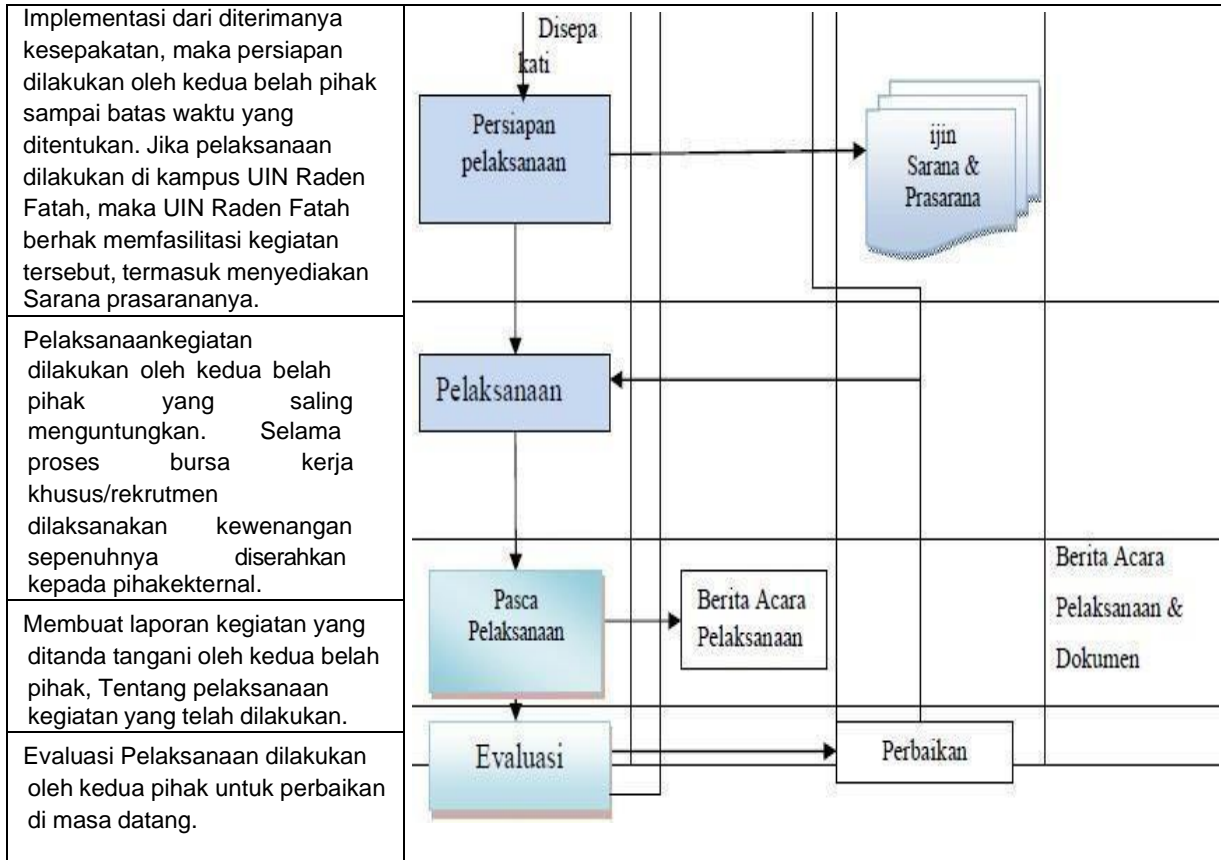 Implementasi dari diterimanya
kesepakatan, maka persiapan
dilakukan oleh kedua belah pihak
sampai batas waktu yang
ditentukan. Jika pelaksanaan
dilakukan di kampus UIN Raden
Fatah, maka UIN Raden Fatah
berhak memfasilitasi kegiatan
tersebut, termasuk menyediakan
Sarana prasarananya.
Disepa
kati
Persiapan
pelaksanaan
ijin
Sarana &
Prasarana
Pelaksanaankegiatan
dilakukan oleh kedua belah
pihak yang saling
menguntungkan. Selama
proses bursa kerja
khusus/rekrutmen
dilaksanakan kewenangan
sepenuhnya diserahkan
kepada pihakekternal.
Pelaksanaan
Membuat laporan kegiatan yang
ditanda tangani oleh kedua belah
pihak, Tentang pelaksanaan
kegiatan yang telah dilakukan.
Pasca
Pelaksanaan
Berita Acara
Pelaksanaan
Berita Acara
Pelaksanaan &
Dokumen
Evaluasi Pelaksanaan dilakukan
oleh kedua pihak untuk perbaikan
di masa datang.
Evaluasi
Perbaikan